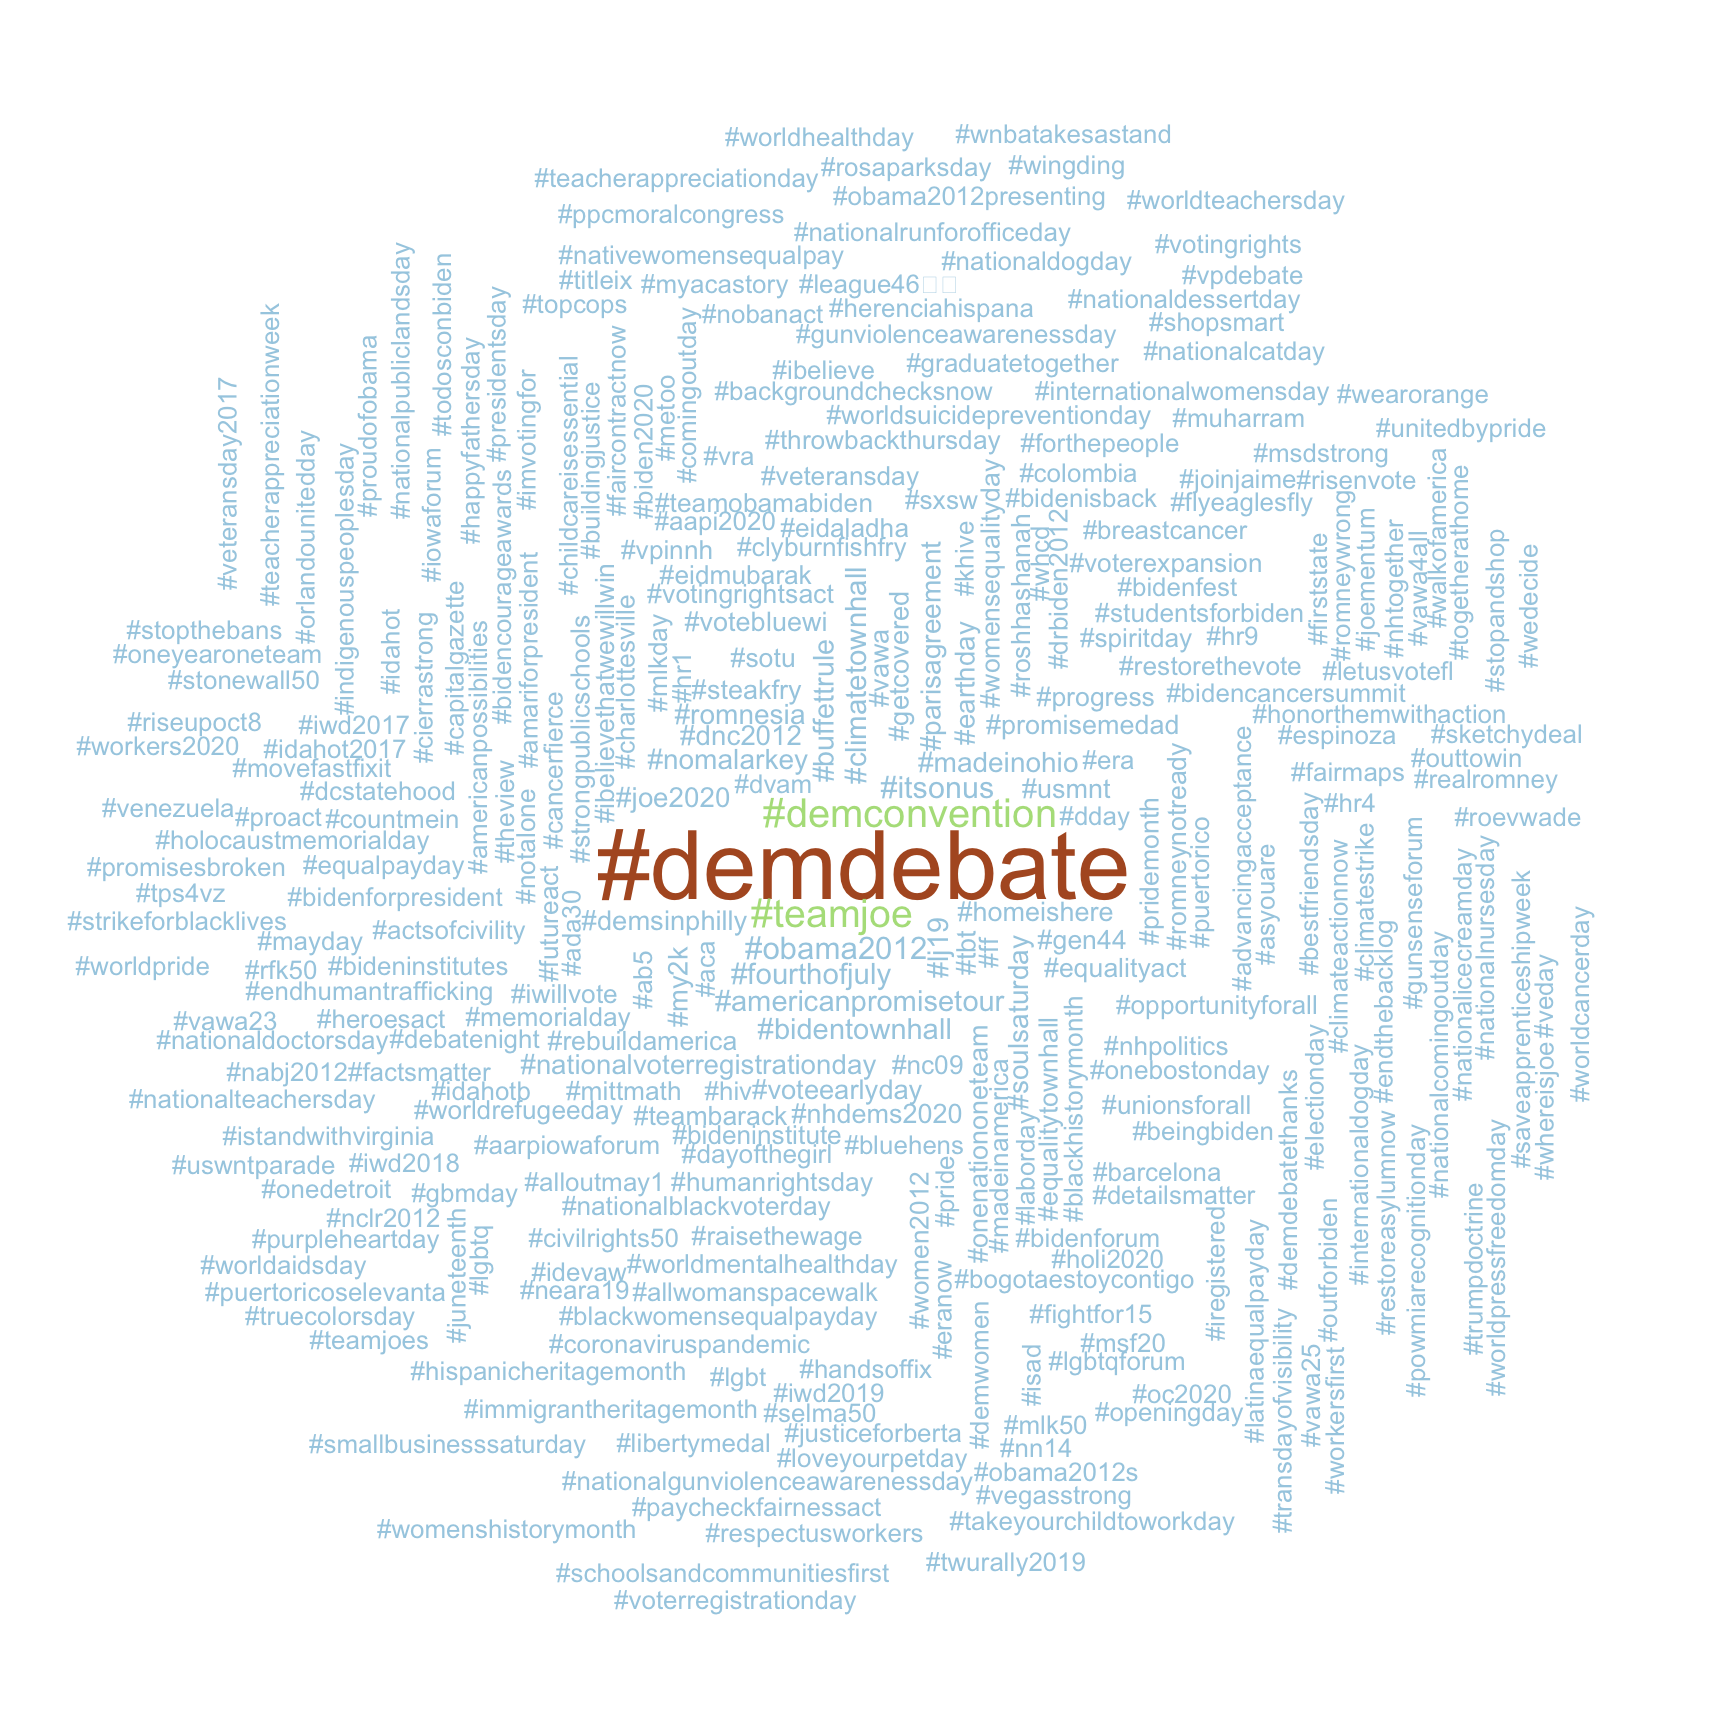 #worldhealthday
#wnbatakesastand
#teacherappreciationday
#rosaparksday
#wingding
#obama2012presenting
#worldteachersday
#ppcmoralcongress
#nationalrunforofficeday
#votingrights
#nativewomensequalpay
#nationaldogday
#vpdebate
#titleix
#myacastory
#league46
#topcops
#nobanact
#herenciahispana
#nationaldessertday
#gunviolenceawarenessday
#shopsmart
#ibelieve
#graduatetogether
#nationalcatday
#backgroundchecksnow
#internationalwomensday
#wearorange
#worldsuicidepreventionday
#muharram
#unitedbypride
#throwbackthursday
#forthepeople
#msdstrong
#vra
#veteransday
#colombia
#joinjaime
#risenvote
#teamobamabiden
#sxsw
#bidenisback
#flyeaglesfly
#aapi2020
#eidaladha
#breastcancer
#vpinnh
#clyburnfishfry
#voterexpansion
#eidmubarak
#bidenfest
#votingrightsact
#studentsforbiden
#votebluewi
#spiritday
#hr9
#sotu
#restorethevote
#letusvotefl
#steakfry
#progress
#bidencancersummit
#romnesia
#promisemedad
#honorthemwithaction
#dnc2012
#espinoza
#sketchydeal
#nomalarkey
#madeinohio
#era
#outtowin
#fairmaps
#realromney
#dvam
#itsonus
#usmnt
#joe2020
#hr4
#demconvention
#dday
#roevwade
#demdebate
#teamjoe
#homeishere
#demsinphilly
#obama2012
#gen44
#fourthofjuly
#equalityact
#americanpromisetour
#opportunityforall
#bidentownhall
#veteransday2017
#teacherappreciationweek
#orlandounitedday
#indigenouspeoplesday
#proudofobama
#nationalpubliclandsday
#todosconbiden
#iowaforum
#happyfathersday
#presidentsday
#imvotingfor
#childcareisessential
#buildingjustice
#faircontractnow
#biden2020
#metoo
#comingoutday
#idahot
#cierrastrong
#capitalgazette
#americanpossibilities
#bidencourageawards
#theview
#amariforpresident
#notalone
#cancerfierce
#strongpublicschools
#ibelievethatwewillwin
#charlottesville
#mlkday
#hr1
#buffettrule
#climatetownhall
#vawa
#getcovered
#parisagreement
#khive
#earthday
#womensequalityday
#roshhashanah
#whcd
#drbiden2012
#firststate
#romneywrong
#joementum
#nhtogether
#vawa4all
#walkofamerica
#togetherathome
#stopandshop
#wedecide
#stopthebans
#oneyearoneteam
#stonewall50
#riseupoct8
#iwd2017
#workers2020
#idahot2017
#movefastfixit
#dcstatehood
#venezuela
#proact
#countmein
#holocaustmemorialday
#promisesbroken
#equalpayday
#tps4vz
#bidenforpresident
#strikeforblacklives
#actsofcivility
#mayday
#worldpride
#rfk50
#bideninstitutes
#endhumantrafficking
#iwillvote
#vawa23
#heroesact
#memorialday
#nationaldoctorsday
#debatenight
#rebuildamerica
#futureact
#ada30
#ab5
#my2k
#aca
#j19
#tbt
#ff
#soulsaturday
#pridemonth
#romneynotready
#puertorico
#advancingacceptance
#asyouare
#bestfriendsday
#climateactionnow
#climatestrike
#endthebacklog
#gunsenseforum
#nationalcomingoutday
#nationalicecreamday
#nationalnursesday
#saveapprenticeshipweek
#whereisjoe
#veday
#worldcancerday
#nabj2012
#factsmatter
#nationalvoterregistrationday
#nc09
#nhpolitics
#onebostonday
#nationalteachersday
#idahotb
#mittmath
#hiv
#voteearlyday
#worldrefugeeday
#teambarack
#nhdems2020
#unionsforall
#istandwithvirginia
#aarpiowaforum
#bideninstitute
#dayofthegirl
#bluehens
#beingbiden
#uswntparade
#iwd2018
#barcelona
#onedetroit
#gbmday
#alloutmay1
#humanrightsday
#detailsmatter
#nclr2012
#nationalblackvoterday
#purpleheartday
#civilrights50
#raisethewage
#bidenforum
#worldaidsday
#idevaw
#worldmentalhealthday
#holi2020
#puertoricoselevanta
#neara19
#allwomanspacewalk
#bogotaestoycontigo
#truecolorsday
#blackwomensequalpayday
#fightfor15
#teamjoes
#coronaviruspandemic
#msf20
#hispanicheritagemonth
#lgbt
#handsoffix
#lgbtqforum
#iwd2019
#oc2020
#immigrantheritagemonth
#selma50
#openingday
#smallbusinesssaturday
#libertymedal
#justiceforberta
#mlk50
#loveyourpetday
#nn14
#nationalgunviolenceawarenessday
#obama2012s
#paycheckfairnessact
#vegasstrong
#womenshistorymonth
#respectusworkers
#takeyourchildtoworkday
#schoolsandcommunitiesfirst
#twurally2019
#voterregistrationday
#juneteenth
#lgbtq
#women2012
#pride
#eranow
#onenationoneteam
#madeinamerica
#laborday
#equalitytownhall
#blackhistorymonth
#demwomen
#isad
#iregistered
#latinaequalpayday
#transdayofvisibility
#demdebatethanks
#electionday
#vawa25
#outforbiden
#workersfirst
#internationaldogday
#restoreasylumnow
#powmiarecognitionday
#trumpdoctrine
#worldpressfreedomday